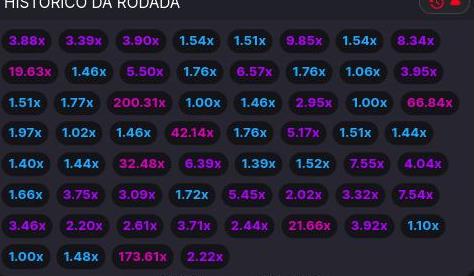 HISTÓRICO DA RODADA
3.88x 3.39x 3.90x 1.54x 1.51x 9.85x 1.54x 8.34x
19.63x 1.46x 5.50x 1.76x 6.57x 1.76x 1.06x 3.95x
1.51x 1.77x 200.31x 1.00x 1.46x 2.95x 1.00x 66.84x
1.97x 1.02x 1.46x 42.14x 1.76x 5.17x 1.51x 1.44x
1.40x 1.44x 32.48x 6.39x 1.39x 1.52x 7.55x 4.04x
1.66x 3.75x 3.09x 1.72x 5.45x 2.02x 3.32x 7.54x
3.46x 2.20x 2.61x 3.71x 2.44x 21.66x 3.92x 1.10x
1.00x 1.48x 173.61x 2.22x